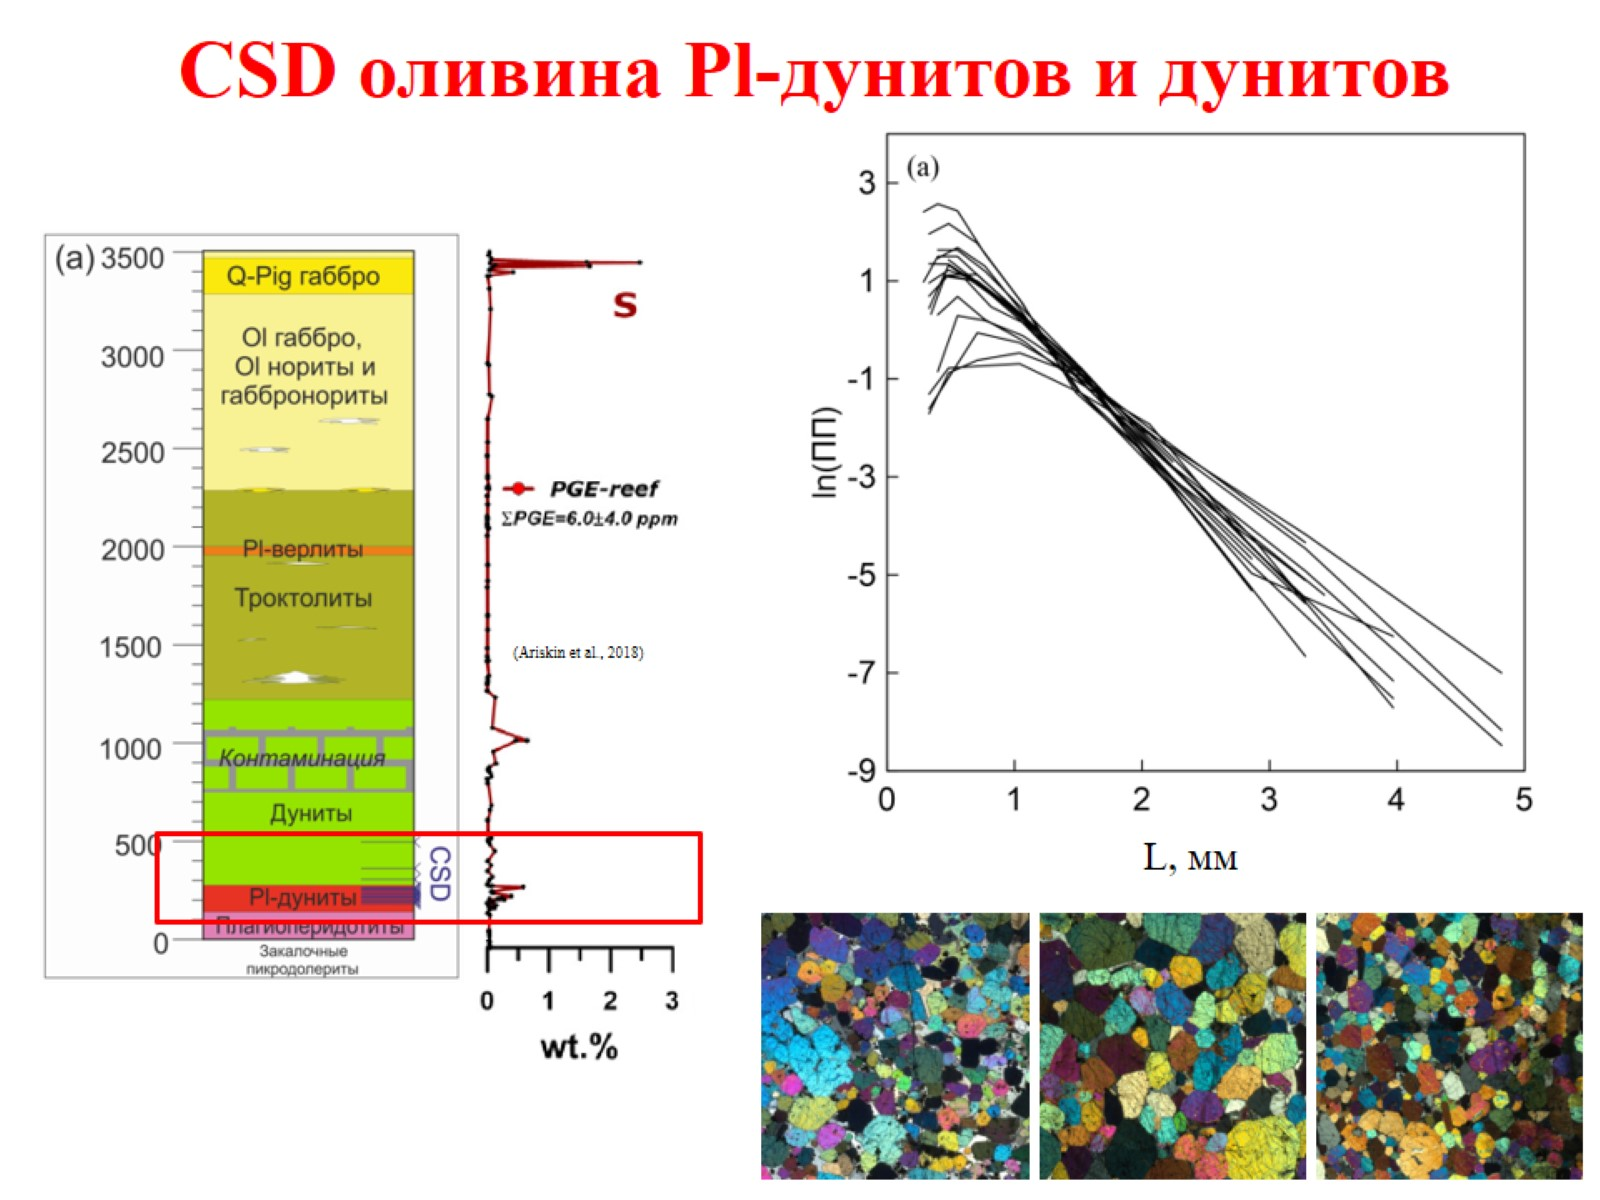 CSD оливина Pl-дунитов и дунитов
(a)
3500
3000
2500
2000
1500
1000
500
0
Q-Pig габбро
Ol габбро,
Ol нориты и
габбронориты
Pl-верлиты
Троктолиты
Контаминация
Дуниты
Pl-дуниты
Плагиоперидотиты
Закалочные
пикродолериты
CSD
S
PGE-reef
ΣPGE=6.0±4.0 ppm
(Ariskin et al., 2018)
0 1 2 3
wt.%
(a)
3
1
-1
-3
-5
-7
-9
ln(ПП)
0 1 2 3 4 5
L, мм